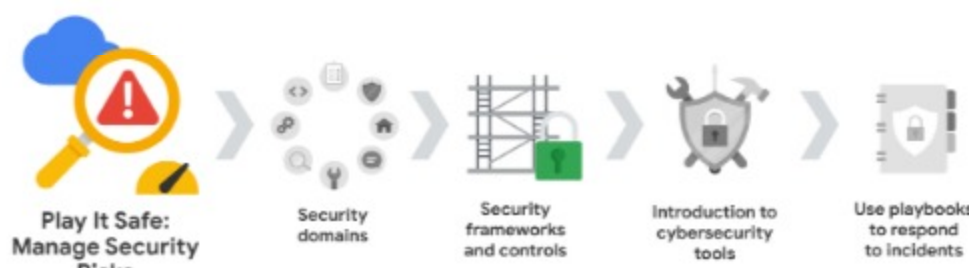 Play It Safe:
Manage Security
Risks
Security
domains
Security
frameworks
and controls
Introduction to
cybersecurity
tools
Use playbooks
to respond
to incidents